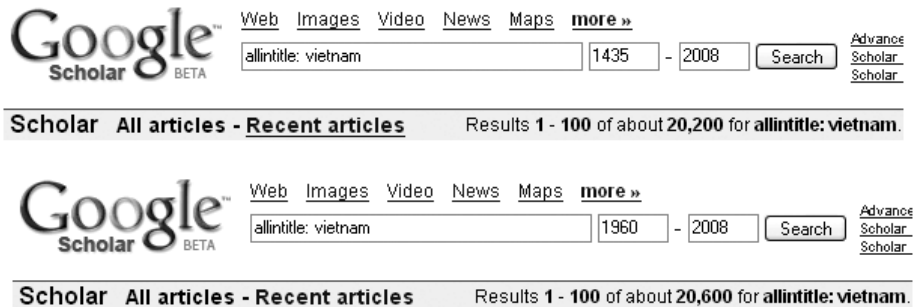 Google™
Scholar BETA
Web Images Video News Maps more »
allintitle: vietnam 1435 - 2008 Search
Advance
Scholar
Scholar
Scholar All articles - Recent articles Results 1 - 100 of about 20,200 for allintitle: vietnam.
Google™
Scholar BETA
Web Images Video News Maps more »
allintitle: vietnam 1960 - 2008 Search
Advance
Scholar
Scholar
Scholar All articles - Recent articles Results 1 - 100 of about 20,600 for allintitle: vietnam.